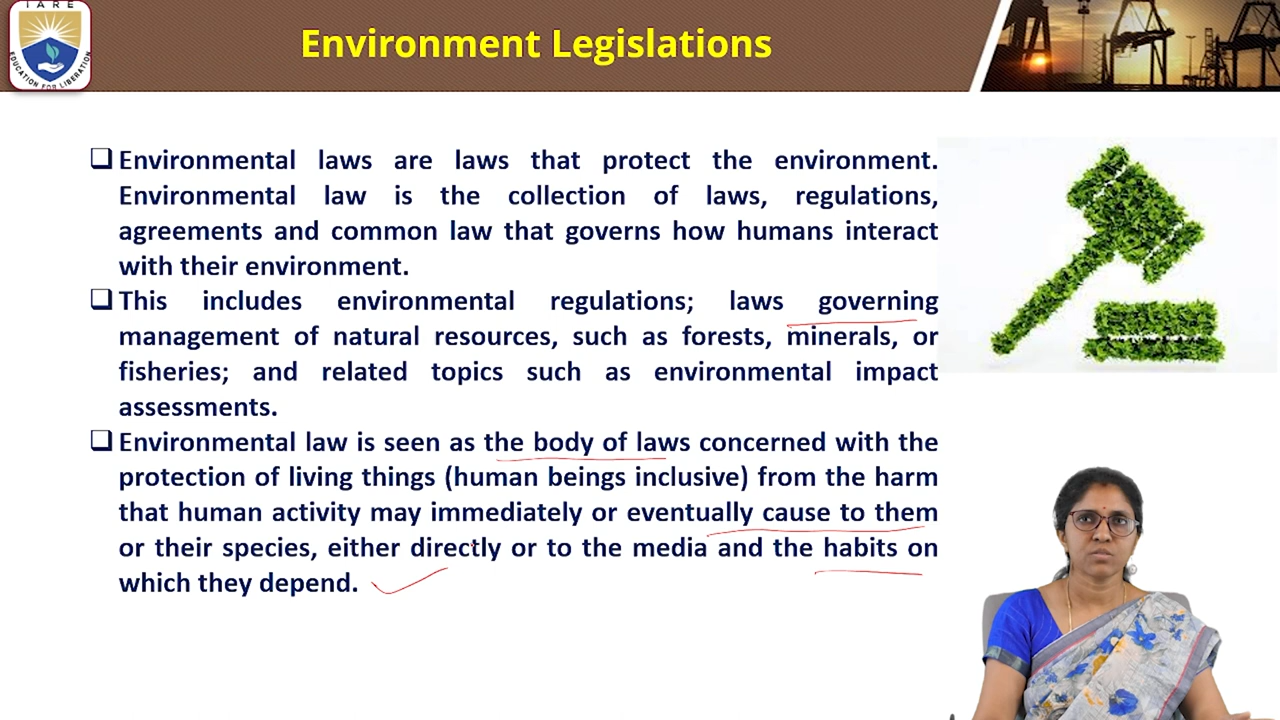 IARE
EDUCATION FOR LIBERATION
Environment Legislations
Environmental laws are laws that protect the environment.
Environmental law is the collection of laws, regulations,
agreements and common law that governs how humans interact
with their environment.
This includes environmental regulations; laws governing
management of natural resources, such as forests, minerals, or
fisheries; and related topics such as environmental impact
assessments.
Environmental law is seen as the body of laws concerned with the
protection of living things (human beings inclusive) from the harm
that human activity may immediately or eventually cause to them
or their species, either directly or to the media and the habits on
which they depend.